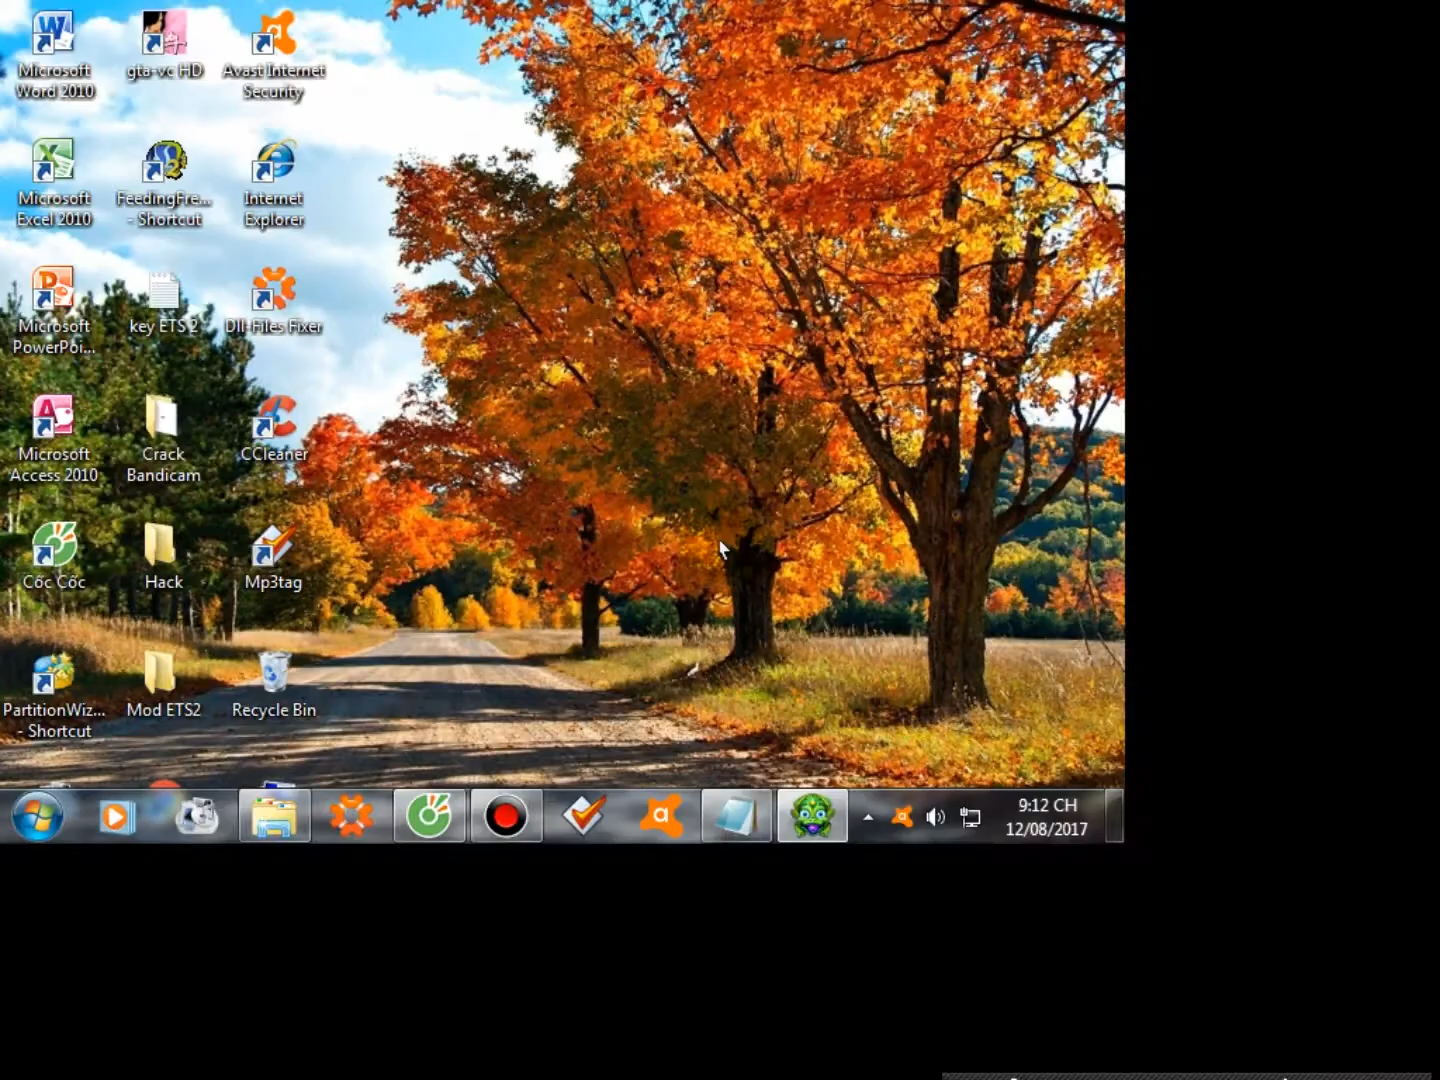 Microsoft
Word 2010
gta-vc HD
Avast Internet
Security
Microsoft
Excel 2010
FeedingFre...
- Shortcut
Internet
Explorer
Microsoft
PowerPoi...
key ETS 2
Dll-Files Fixer
Microsoft
Access 2010
Crack
Bandicam
CCleaner
Cốc Cốc
Hack
Mp3tag
PartitionWiz...
- Shortcut
Mod ETS2
Recycle Bin
9:12 CH
12/08/2017